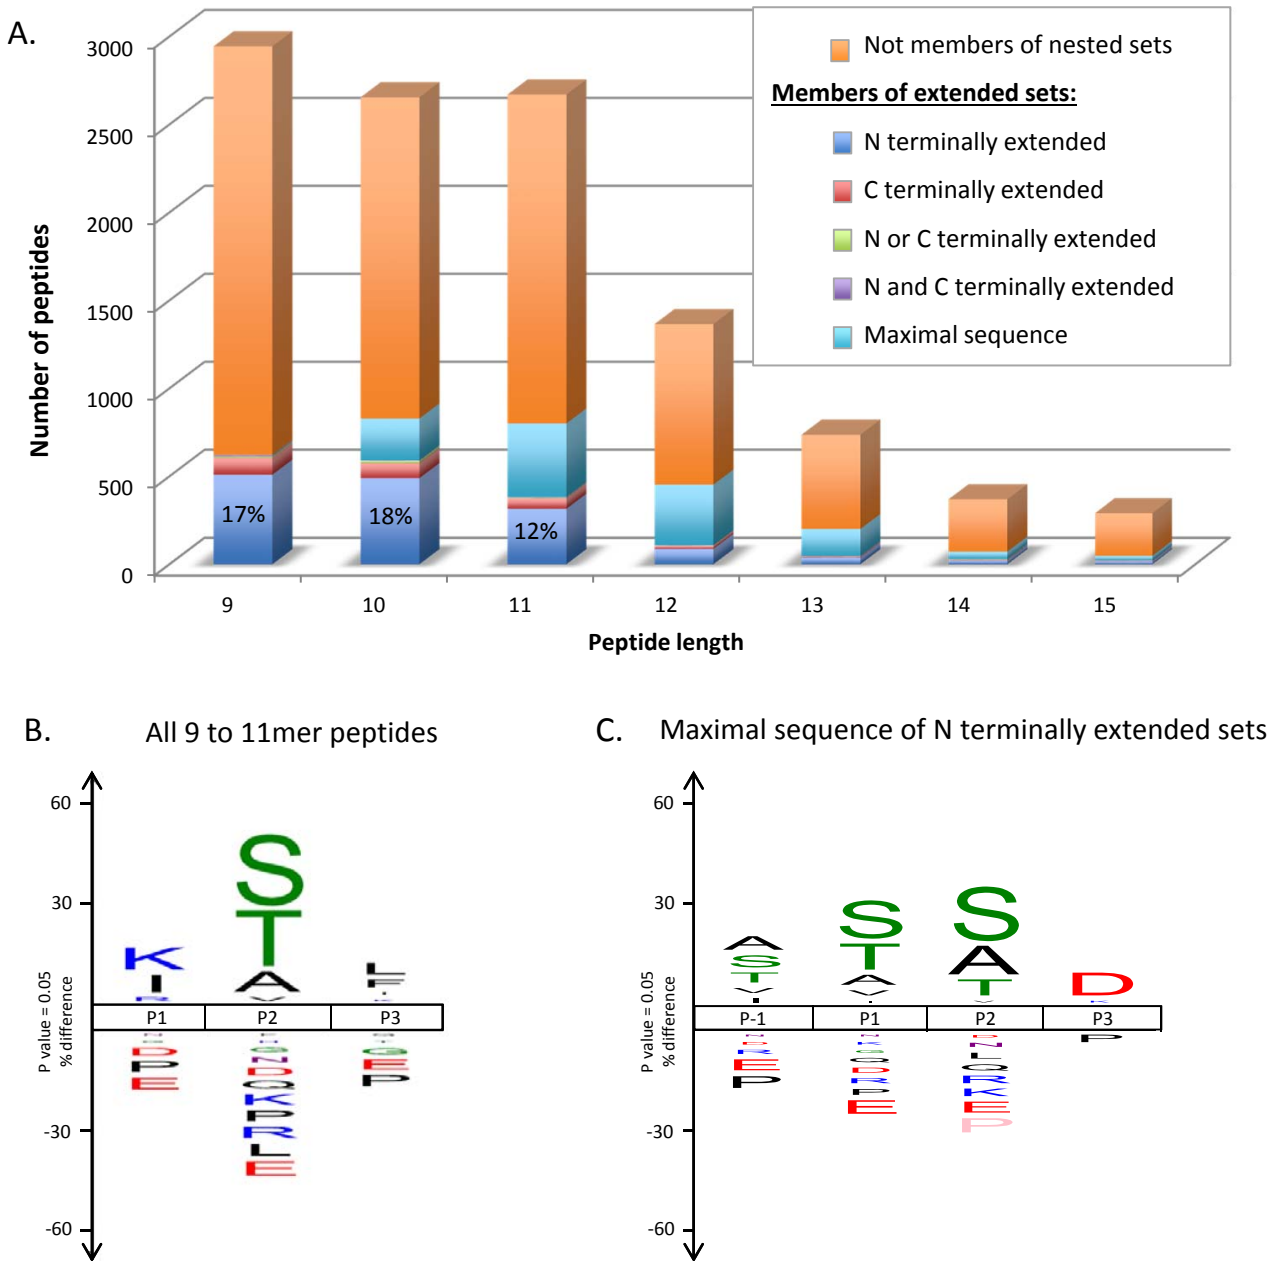 A.
Not members of nested sets
Members of extended sets:
N terminally extended
C terminally extended
N or C terminally extended
N and C terminally extended
Maximal sequence
Number of peptides
3000
2500
2000
1500
1000
500
0
17%
18%
12%
9
10
11
12
13
14
15
Peptide length
B.
All 9 to 11mer peptides
60
30
-30
-60
P value = 0.05
% difference
K
I
R
S
T
A
V
L
F
P1
P2
P3
D
P
E
G
N
D
Q
K
P
R
L
E
G
E
P
C.
Maximal sequence of N terminally extended sets
60
30
-30
-60
P value = 0.05
% difference
A
S
T
V
S
T
A
V
S
A
T
V
D
K
P-1
P1
P2
P3
N
D
R
E
P
N
K
G
Q
D
R
P
E
D
N
L
Q
R
K
E
P
P